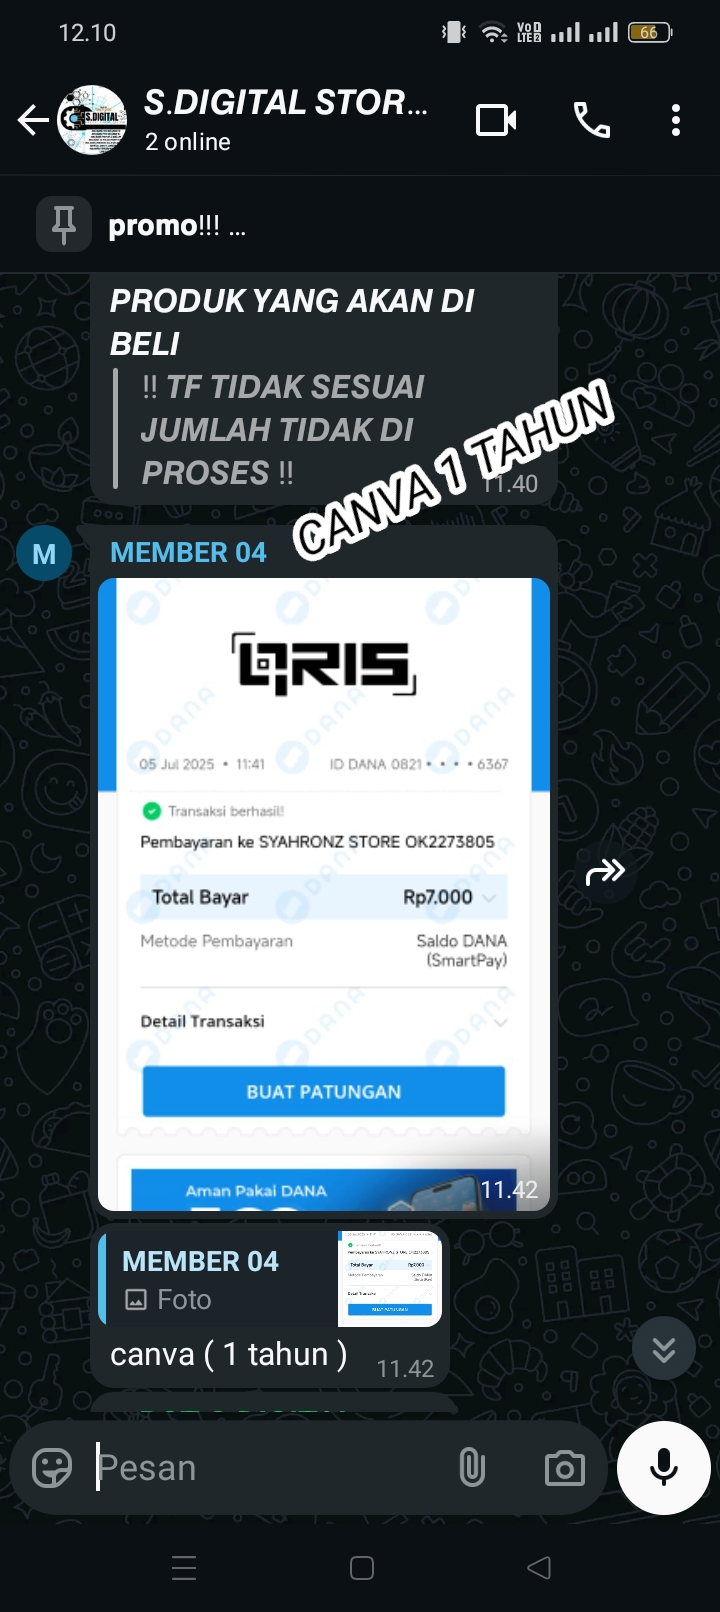 12.10
VoD
LTE2
66
S.DIGITAL STOR...
2 online
promo!!! ...
PRODUK YANG AKAN DI
BELI
!! TF TIDAK SESUAI
JUMLAH TIDAK DI
PROSES !!
11.40
CANVA 1 TAHUN
M
MEMBER 04
QRIS
05 Jul 2025 • 11:41
ID DANA 0821 • • • • 6367
Transaksi berhasil!
Pembayaran ke SYAHRONZ STORE OK2273805
Total Bayar
Rp7.000
Metode Pembayaran
Saldo DANA
(SmartPay)
Detail Transaksi
BUAT PATUNGAN
Aman Pakai DANA
11.42
MEMBER 04
Foto
canva ( 1 tahun )
11.42
Pesan